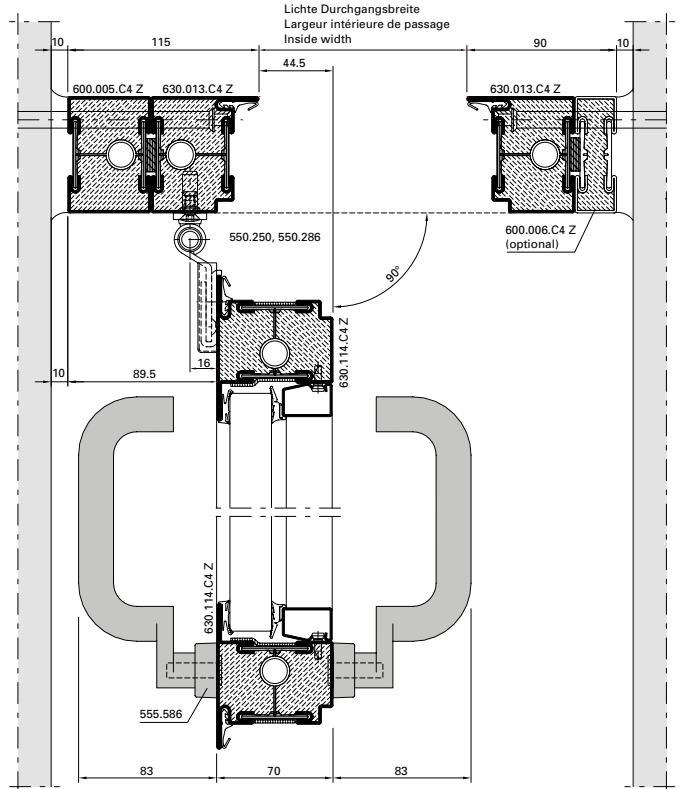 Lichte Durchgangsbreite
Largeur intérieure de passage
Inside width
10
115
90
10
44.5
600.005.C4 Z
630.013.C4 Z
630.013.C4 Z
550.250, 550.286
600.006.C4 Z
(optional)
90°
630.114.C4 Z
16
10
89.5
630.114.C4 Z
555.586
83
70
83